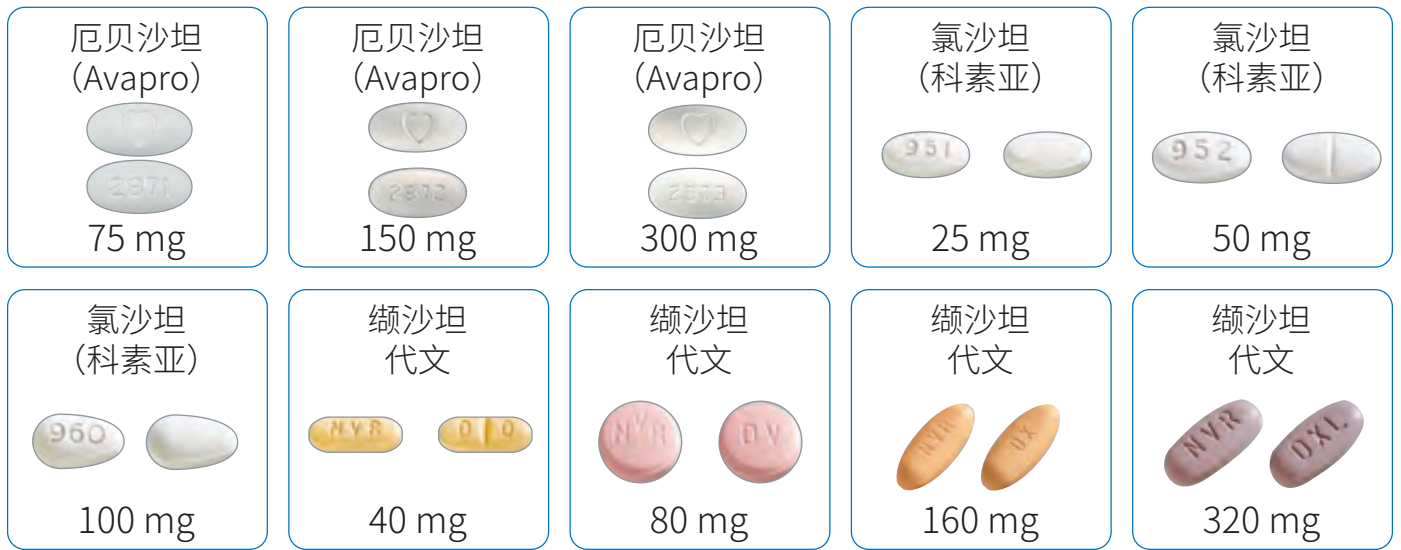 厄贝沙坦
（Avapro）
2871
75 mg
厄贝沙坦
（Avapro）
2872
150 mg
厄贝沙坦
（Avapro）
2873
300 mg
氯沙坦
（科素亚）
951
25 mg
氯沙坦
（科素亚）
952
50 mg
氯沙坦
（科素亚）
960
100 mg
缬沙坦
代文
NVR
40 mg
缬沙坦
代文
NVR DV
80 mg
缬沙坦
代文
NVR DX
160 mg
缬沙坦
代文
NVR DXL
320 mg